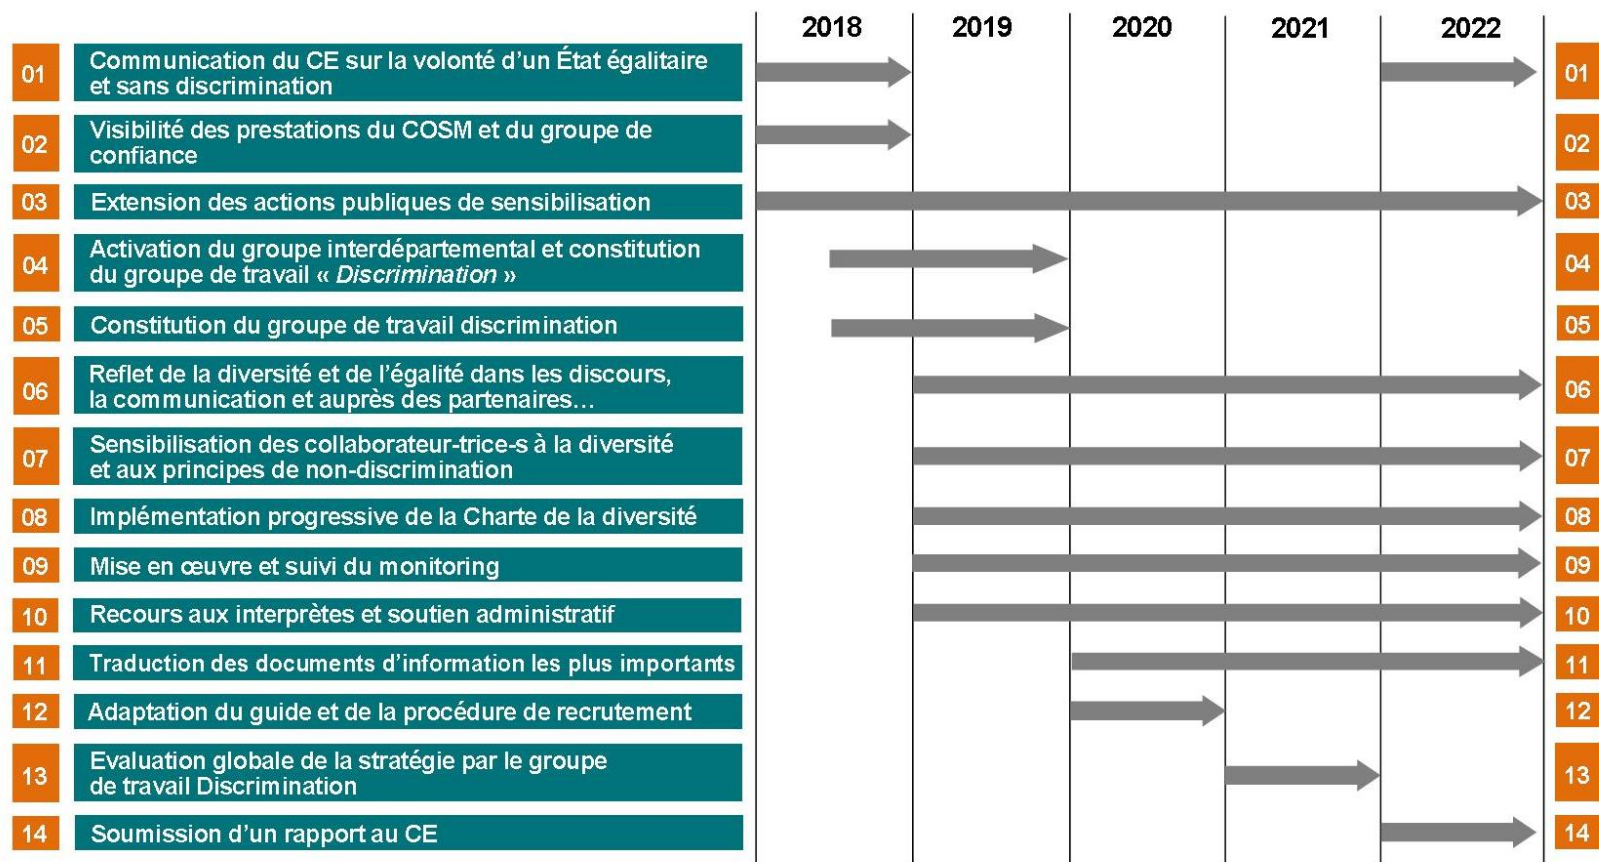 2018 2019 2020 2021 2022
01 Communication du CE sur la volonté d’un État égalitaire
et sans discrimination 01
02 Visibilité des prestations du COSM et du groupe de
confiance 02
03 Extension des actions publiques de sensibilisation 03
04 Activation du groupe interdépartemental et constitution
du groupe de travail « Discrimination » 04
05 Constitution du groupe de travail discrimination 05
06 Reflet de la diversité et de l’égalité dans les discours,
la communication et auprès des partenaires… 06
07 Sensibilisation des collaborateur-trice-s à la diversité
et aux principes de non-discrimination 07
08 Implémentation progressive de la Charte de la diversité 08
09 Mise en œuvre et suivi du monitoring 09
10 Recours aux interprètes et soutien administratif 10
11 Traduction des documents d’information les plus importants 11
12 Adaptation du guide et de la procédure de recrutement 12
13 Evaluation globale de la stratégie par le groupe
de travail Discrimination 13
14 Soumission d’un rapport au CE 14